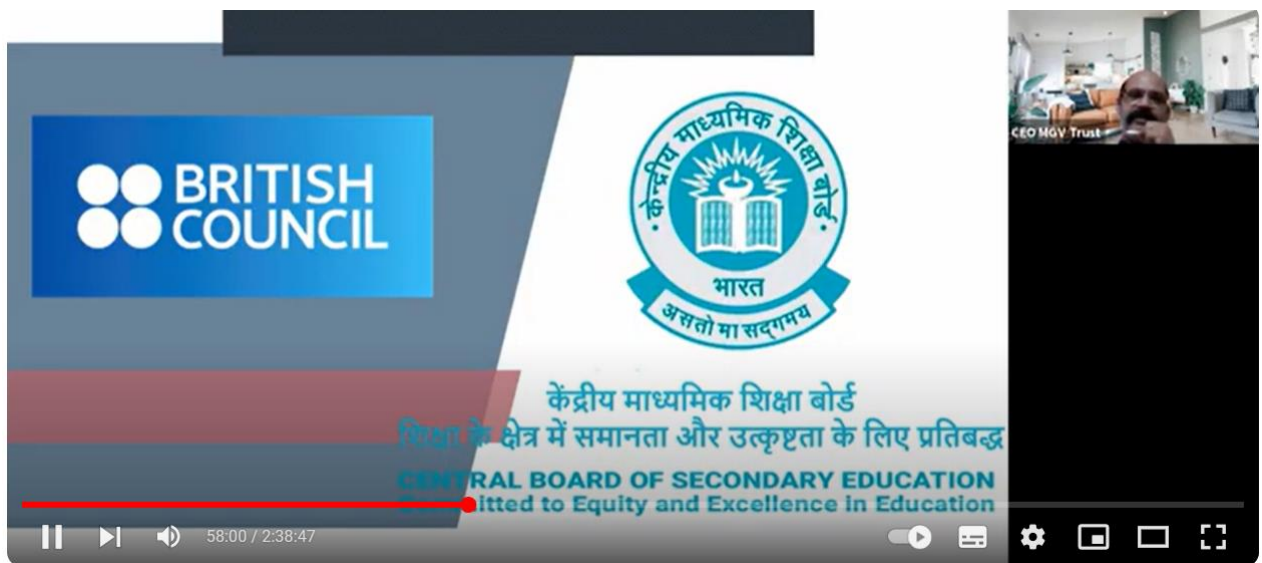 BRITISH
COUNCIL
केन्द्रीय माध्यमिक शिक्षा बोर्ड
भारत
असतो मा सद्गमय
केंद्रीय माध्यमिक शिक्षा बोर्ड
शिक्षा के क्षेत्र में समानता और उत्कृष्टता के लिए प्रतिबद्ध
CENTRAL BOARD OF SECONDARY EDUCATION
itted to Equity and Excellence in Education
CEO MGV Trust
58:00 / 2:38:47